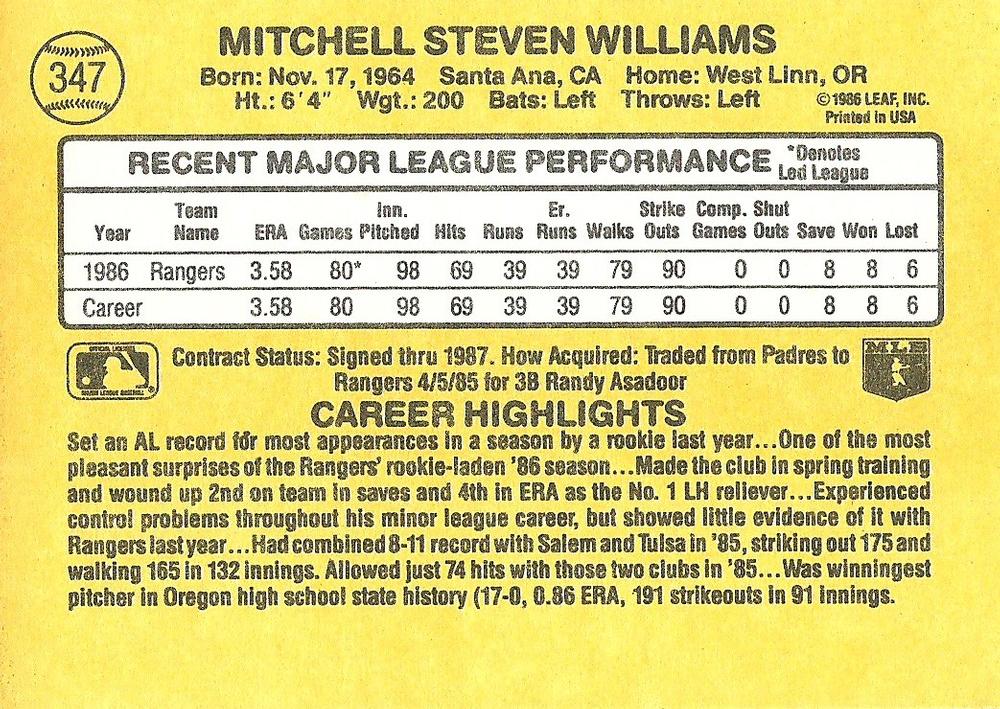 MITCHELL STEVEN WILLIAMS
347
Born: Nov. 17, 1964 Santa Ana, CA Home: West Linn, OR
Ht.: 6'4" Wgt.: 200 Bats: Left Throws: Left
© 1986 LEAF, INC.
Printed in USA
RECENT MAJOR LEAGUE PERFORMANCE *Denotes Led League
Year Team Name ERA Games Inn. Pitched Hits Runs Er. Runs Walks Strike Outs Comp. Games Shut Outs Save Won Lost
1986 Rangers 3.58 80* 98 69 39 39 79 90 0 0 8 8 6
Career 3.58 80 98 69 39 39 79 90 0 0 8 8 6
Contract Status: Signed thru 1987. How Acquired: Traded from Padres to
Rangers 4/5/85 for 3B Randy Asadoor
CAREER HIGHLIGHTS
Set an AL record for most appearances in a season by a rookie last year...One of the most
pleasant surprises of the Rangers' rookie-laden '86 season...Made the club in spring training
and wound up 2nd on team in saves and 4th in ERA as the No. 1 LH reliever...Experienced
control problems throughout his minor league career, but showed little evidence of it with
Rangers last year...Had combined 8-11 record with Salem and Tulsa in '85, striking out 175 and
walking 165 in 132 innings. Allowed just 74 hits with those two clubs in '85...Was winningest
pitcher in Oregon high school state history (17-0, 0.86 ERA, 191 strikeouts in 91 innings.